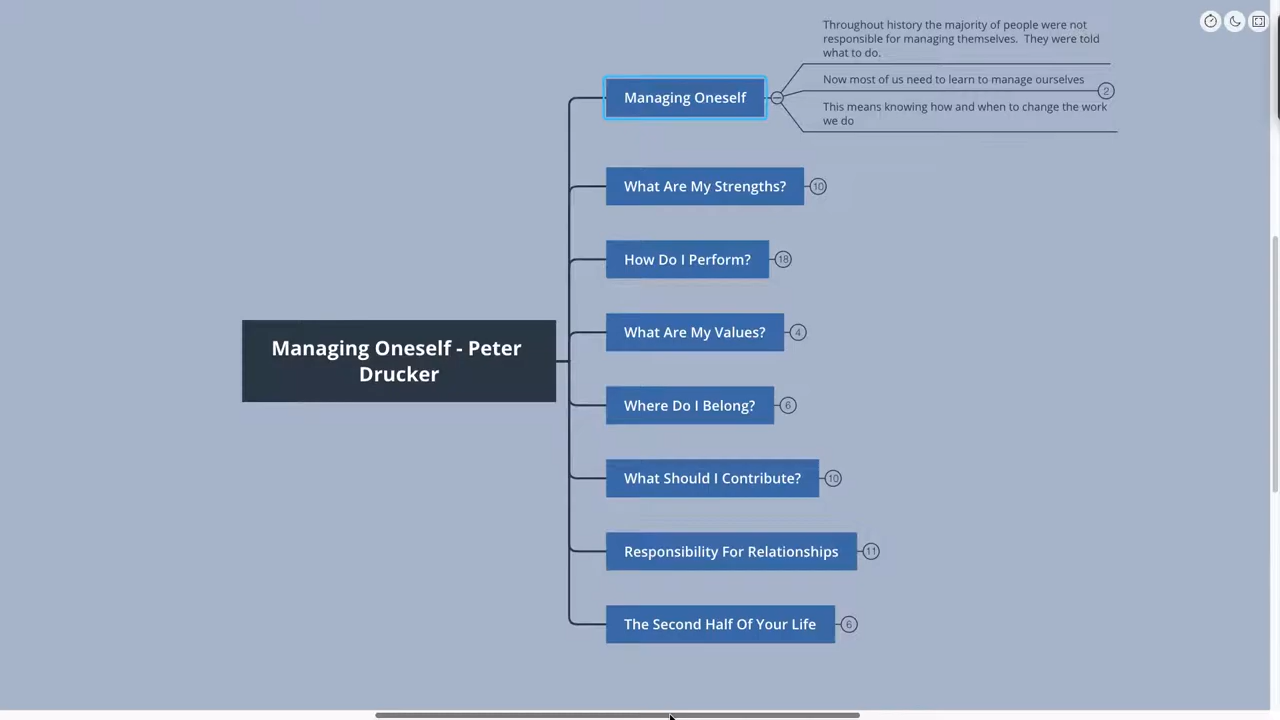 Throughout history the majority of people were not
responsible for managing themselves.  They were told
what to do.
Managing Oneself
Now most of us need to learn to manage ourselves
2
This means knowing how and when to change the work
we do
What Are My Strengths?
10
How Do I Perform?
18
What Are My Values?
4
Managing Oneself - Peter
Drucker
Where Do I Belong?
6
What Should I Contribute?
10
Responsibility For Relationships
11
The Second Half Of Your Life
6